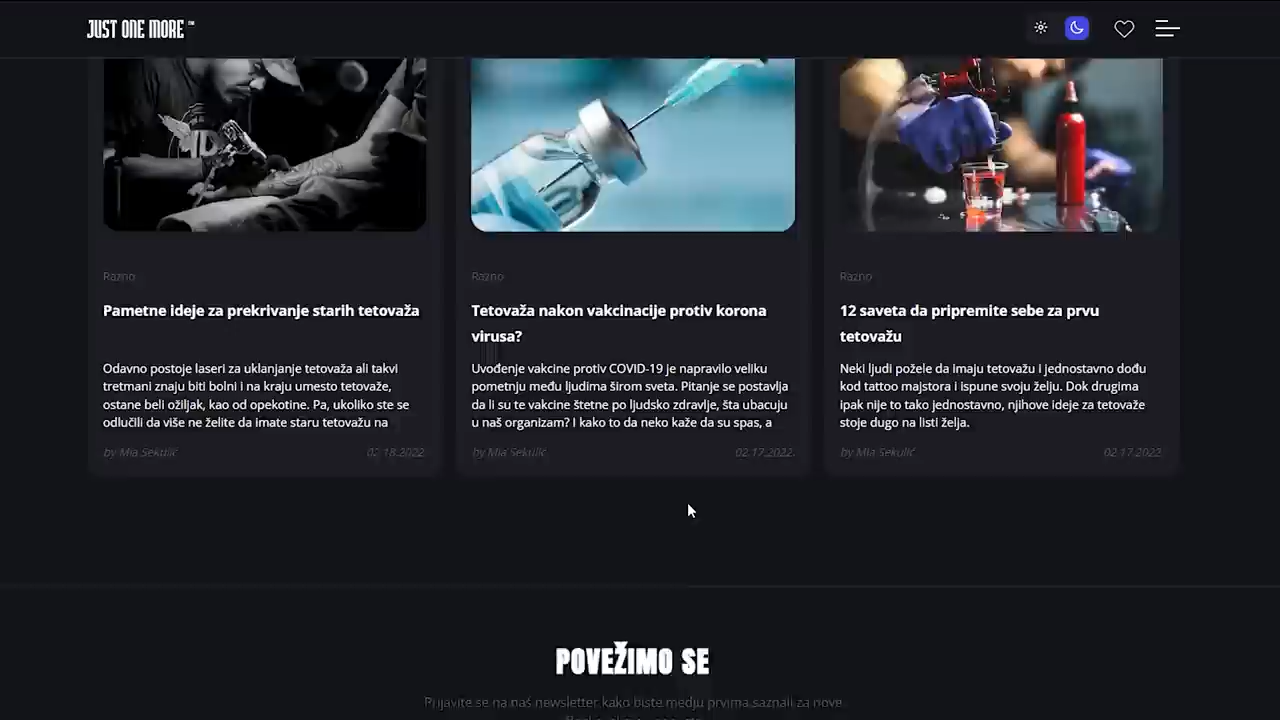 JUST ONE MORE ™
Razno
Pametne ideje za prekrivanje starih tetovaža
Odavno postoje laseri za uklanjanje tetovaža ali takvi
tretmani znaju biti bolni i na kraju umesto tetovaže,
ostane beli ožiljak, kao od opekotine. Pa, ukoliko ste se
odlučili da više ne želite da imate staru tetovažu na
by Mia Sekulić
02.18.2022.
Razno
Tetovaža nakon vakcinacije protiv korona
virusa?
Uvođenje vakcine protiv COVID-19 je napravilo veliku
pometnju među ljudima širom sveta. Pitanje se postavlja
da li su te vakcine štetne po ljudsko zdravlje, šta ubacuju
u naš organizam? I kako to da neko kaže da su spas, a
by Mia Sekulić
02.17.2022.
Razno
12 saveta da pripremite sebe za prvu
tetovažu
Neki ljudi požele da imaju tetovažu i jednostavno dođu
kod tattoo majstora i ispune svoju želju. Dok drugima
ipak nije to tako jednostavno, njihove ideje za tetovaže
stoje dugo na listi želja.
by Mia Sekulić
02.17.2022.
POVEŽIMO SE
Prijavite se na naš newsletter kako biste medju prvima saznali za nove